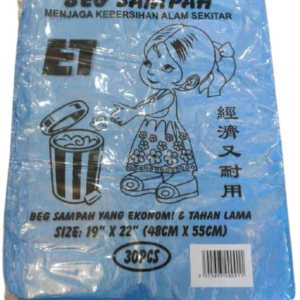 BEG SAMPAH
MENJAGA KEBERSIHAN ALAM SEKITAR
E1
經濟又耐用
BEG SAMPAH YANG EKONOMI & TAHAN LAMA
SIZE: 19" X 22" (48CM X 55CM)
30PCS